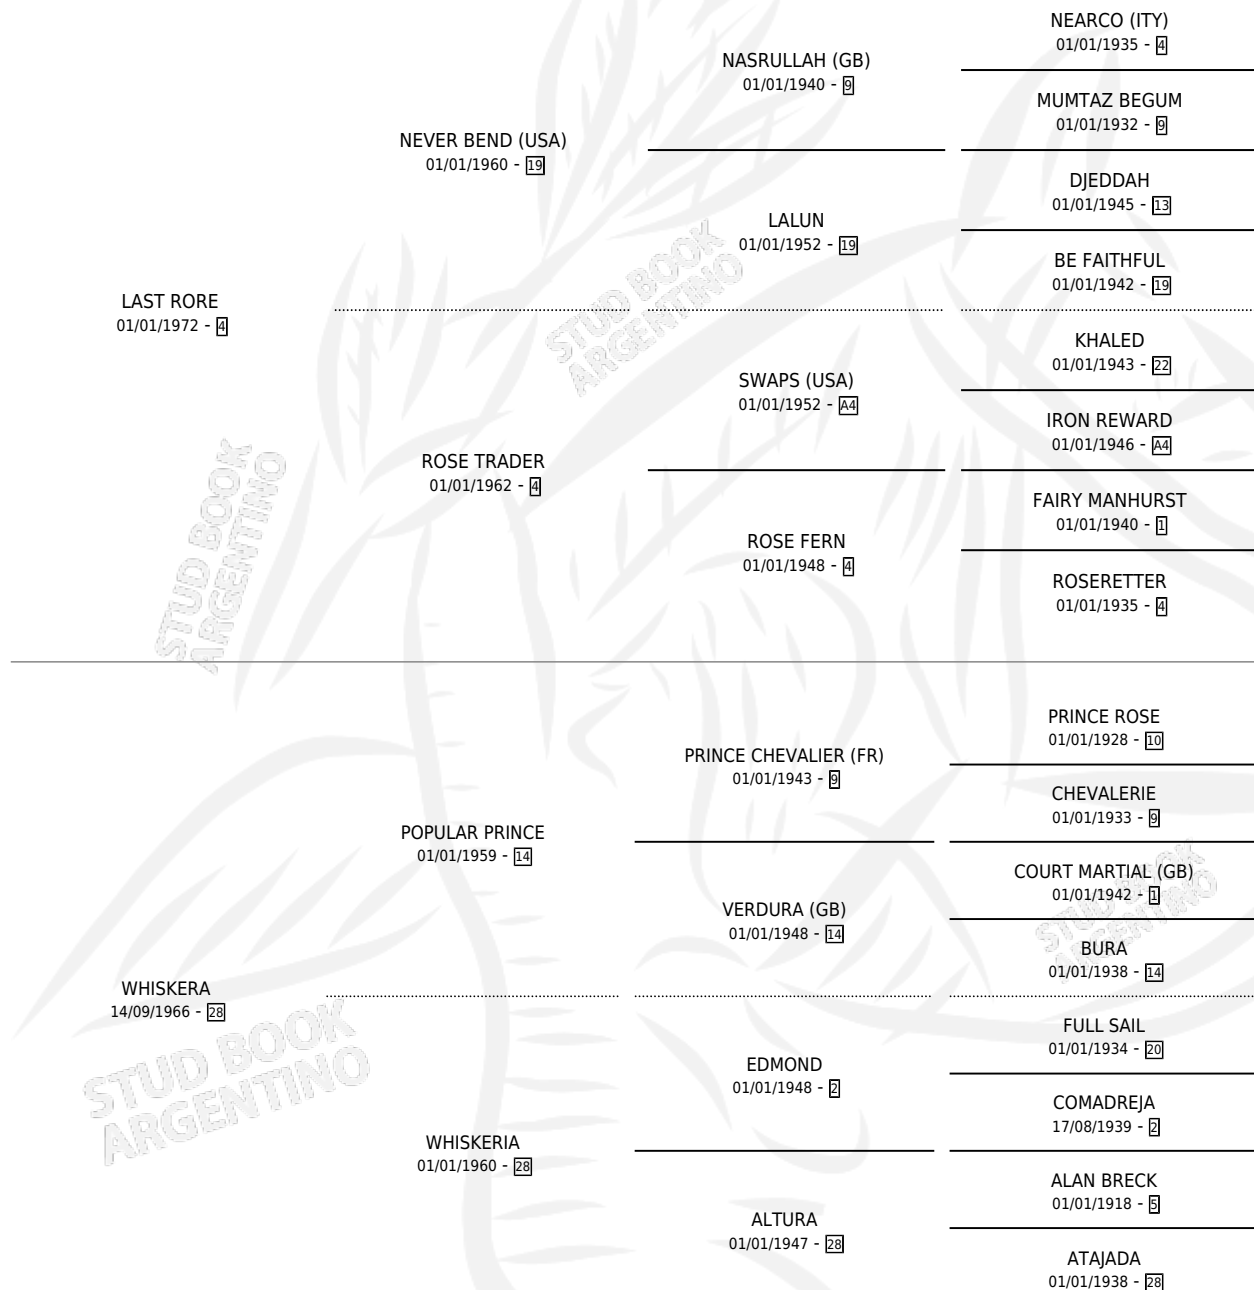 NEARCO (ITY)
01/01/1935 - 4
NASRULLAH (GB)
01/01/1940 - 9
MUMTAZ BEGUM
01/01/1932 - 9
NEVER BEND (USA)
01/01/1960 - 19
DJEDDAH
01/01/1945 - 13
LALUN
01/01/1952 - 19
BE FAITHFUL
01/01/1942 - 19
LAST RORE
01/01/1972 - 4
KHALED
01/01/1943 - 22
SWAPS (USA)
01/01/1952 - A4
IRON REWARD
01/01/1946 - A4
ROSE TRADER
01/01/1962 - 4
FAIRY MANHURST
01/01/1940 - 1
ROSE FERN
01/01/1948 - 4
ROSERETTER
01/01/1935 - 4
PRINCE ROSE
01/01/1928 - 10
PRINCE CHEVALIER (FR)
01/01/1943 - 9
CHEVALERIE
01/01/1933 - 9
POPULAR PRINCE
01/01/1959 - 14
COURT MARTIAL (GB)
01/01/1942 - 1
VERDURA (GB)
01/01/1948 - 14
BURA
01/01/1938 - 14
WHISKERA
14/09/1966 - 28
FULL SAIL
01/01/1934 - 20
EDMOND
01/01/1948 - 2
COMADREJA
17/08/1939 - 2
WHISKERIA
01/01/1960 - 28
ALAN BRECK
01/01/1918 - 5
ALTURA
01/01/1947 - 28
ATAJADA
01/01/1938 - 28
STUD BOOK
ARGENTINO
STUD BOOK
ARGENTINO
STUD BOOK
ARGENTINO
STUD BOOK
ARGENTINO